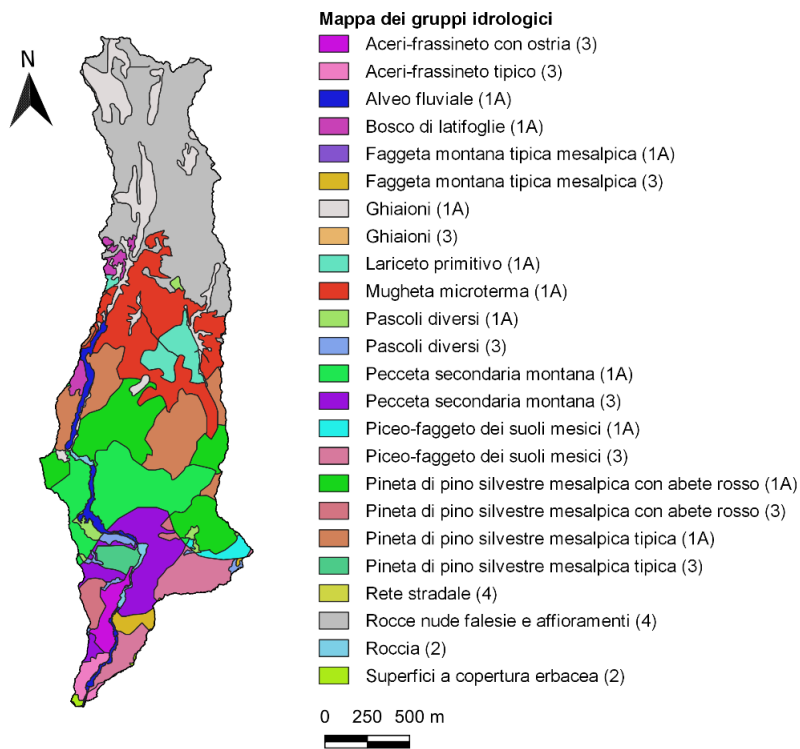 Mappa dei gruppi idrologici
N
Aceri-frassineto con ostria (3)
Aceri-frassineto tipico (3)
Alveo fluviale (1A)
Bosco di latifoglie (1A)
Faggeta montana tipica mesalpica (1A)
Faggeta montana tipica mesalpica (3)
Ghiaioni (1A)
Ghiaioni (3)
Lariceto primitivo (1A)
Mugheta microterma (1A)
Pascoli diversi (1A)
Pascoli diversi (3)
Pecceta secondaria montana (1A)
Pecceta secondaria montana (3)
Piceo-faggeto dei suoli mesici (1A)
Piceo-faggeto dei suoli mesici (3)
Pineta di pino silvestre mesalpica con abete rosso (1A)
Pineta di pino silvestre mesalpica con abete rosso (3)
Pineta di pino silvestre mesalpica tipica (1A)
Pineta di pino silvestre mesalpica tipica (3)
Rete stradale (4)
Rocce nude falesie e affioramenti (4)
Roccia (2)
Superfici a copertura erbacea (2)
0 250 500 m